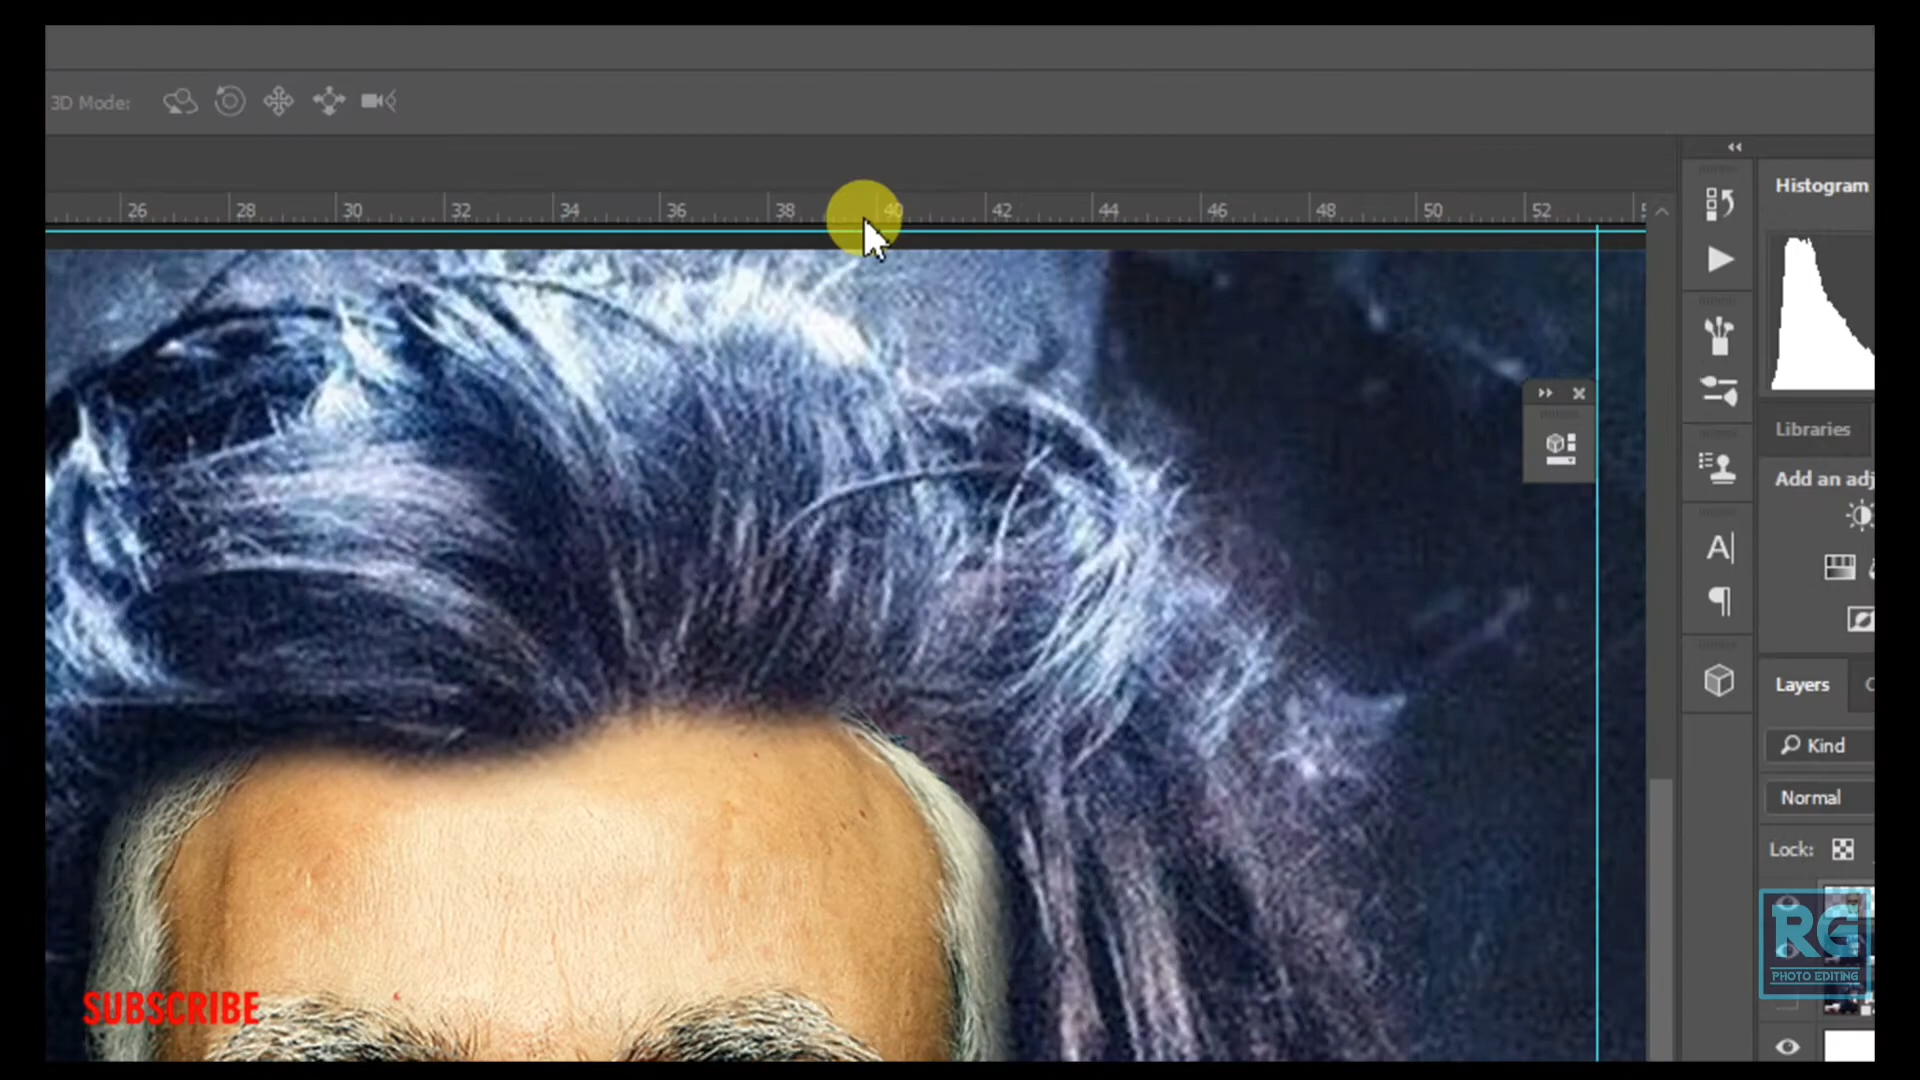 3D Mode:
26 28 30 32 34 36 38 40 42 44 46 48 50 52
Histogram
Libraries
Add an adj
A|
¶
Layers
Kind
Normal
Lock:
RG
PHOTO EDITING
SUBSCRIBE